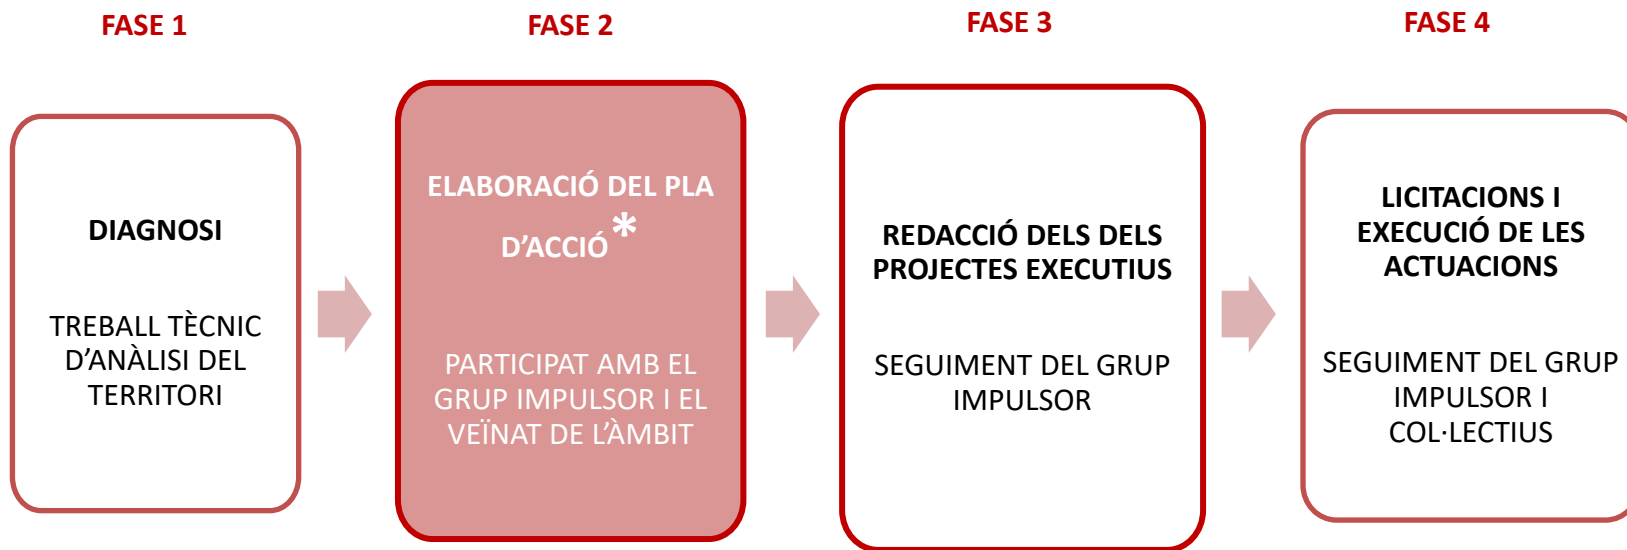 FASE 1
DIAGNOSI
TREBALL TÈCNIC
D'ANÀLISI DEL
TERRITORI
FASE 2
ELABORACIÓ DEL PLA
D'ACCIÓ*
PARTICIPAT AMB EL
GRUP IMPULSOR I EL
VEÏNAT DE L'ÀMBIT
FASE 3
REDACCIÓ DELS DELS
PROJECTES EXECUTIUS
SEGUIMENT DEL GRUP
IMPULSOR
FASE 4
LICITACIONS I
EXECUCIÓ DE LES
ACTUACIONS
SEGUIMENT DEL GRUP
IMPULSOR I
COL·LECTIUS